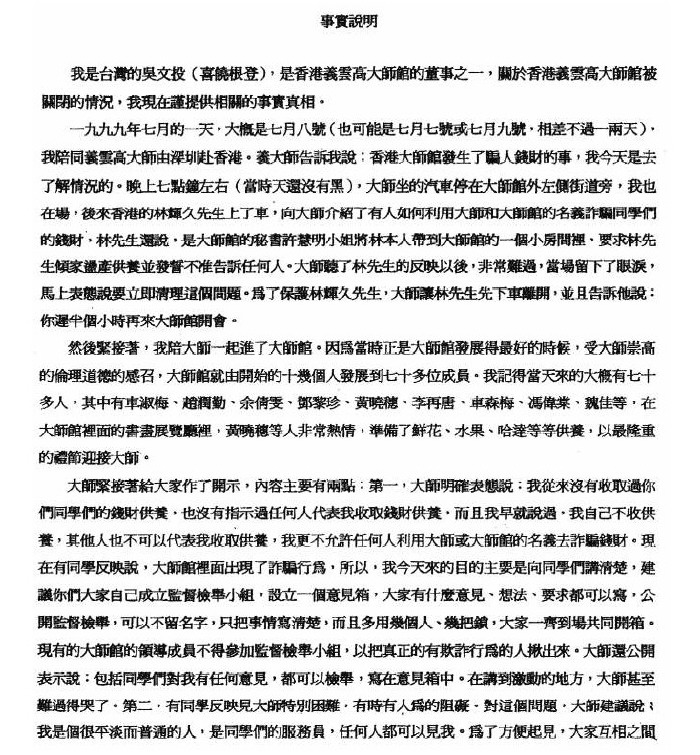 事實說明
我是台灣的吳文投（喜饒根登），是香港義雲高大師館的董事之一，關於香港義雲高大師館被
關閉的情況，我現在謹提供相關的事實真相。
一九九九年七月的一天，大概是七月八號（也可能是七月七號或七月九號，相差不過一兩天），
我陪同義雲高大師由深圳赴香港。義大師告訴我說：香港大師館發生了騙人錢財的事，我今天是去
了解情況的。晚上七點鐘左右（當時天還沒有黑），大師坐的汽車停在大師館外左側街道旁，我也
在場，後來香港的林輝久先生上了車，向大師介紹了有人如何利用大師和大師館的名義詐騙同學們
的錢財，林先生還說，是大師館的秘書許慧明小姐將林本人帶到大師館的一個小房間裡、要求林先
生傾家盪產供養並發誓不准告訴任何人。大師聽了林先生的反映以後，非常難過，當場留下了眼淚，
馬上表態說要立即清理這個問題。爲了保護林輝久先生，大師讓林先生先下車離開，並且告訴他說：
你遲半個小時再來大師館開會。
然後緊接著，我陪大師一起進了大師館。因爲當時正是大師館發展得最好的時候，受大師崇高
的倫理道德的感召，大師館就由開始的十幾個人發展到七十多位成員。我記得當天來的大概有七十
多人，其中有車淑梅、趙潤勤、余倩雯、鄭黎珍、黃曉穗、李再唐、車森梅、馮偉棠、魏佳等，在
大師館裡面的書畫展覽廳裡，黃曉穗等人非常熱情，準備了鮮花、水果、哈達等等供養，以最隆重
的禮節迎接大師。
大師緊接著給大家作了開示，內容主要有兩點：第一，大師明確表態說：我從來沒有收取過你
們同學們的錢財供養，也沒有指示過任何人代表我收取錢財供養，而且我早就說過，我自己不收供
養，其他人也不可以代表我收取供養，我更不允許任何人利用大師或大師館的名義去詐騙錢財。現
在有同學反映說，大師館裡面出現了詐騙行爲，所以，我今天來的目的主要是向同學們講清楚，建
議你們大家自己成立監督檢舉小組，設立一個意見箱，大家有什麼意見、想法、要求都可以寫，公
開監督檢舉，可以不留名字，只把事情寫清楚，而且多用幾個人、幾把鎖，大家一齊到場共同開箱。
現有的大師館的領導成員不得參加監督檢舉小組，以把真正的有欺詐行爲的人揪出來。大師還公開
表示說：包括同學們對我有任何意見，都可以檢舉，寫在意見箱中。在講到激動的地方，大師甚至
難過得哭了。第二，有同學反映見大師特別困難，有時有人爲的阻礙，對這個問題，大師建議說：
我是個很平淡而普通的人，是同學們的服務員，任何人都可以見我。爲了方便起見，大家互相之間